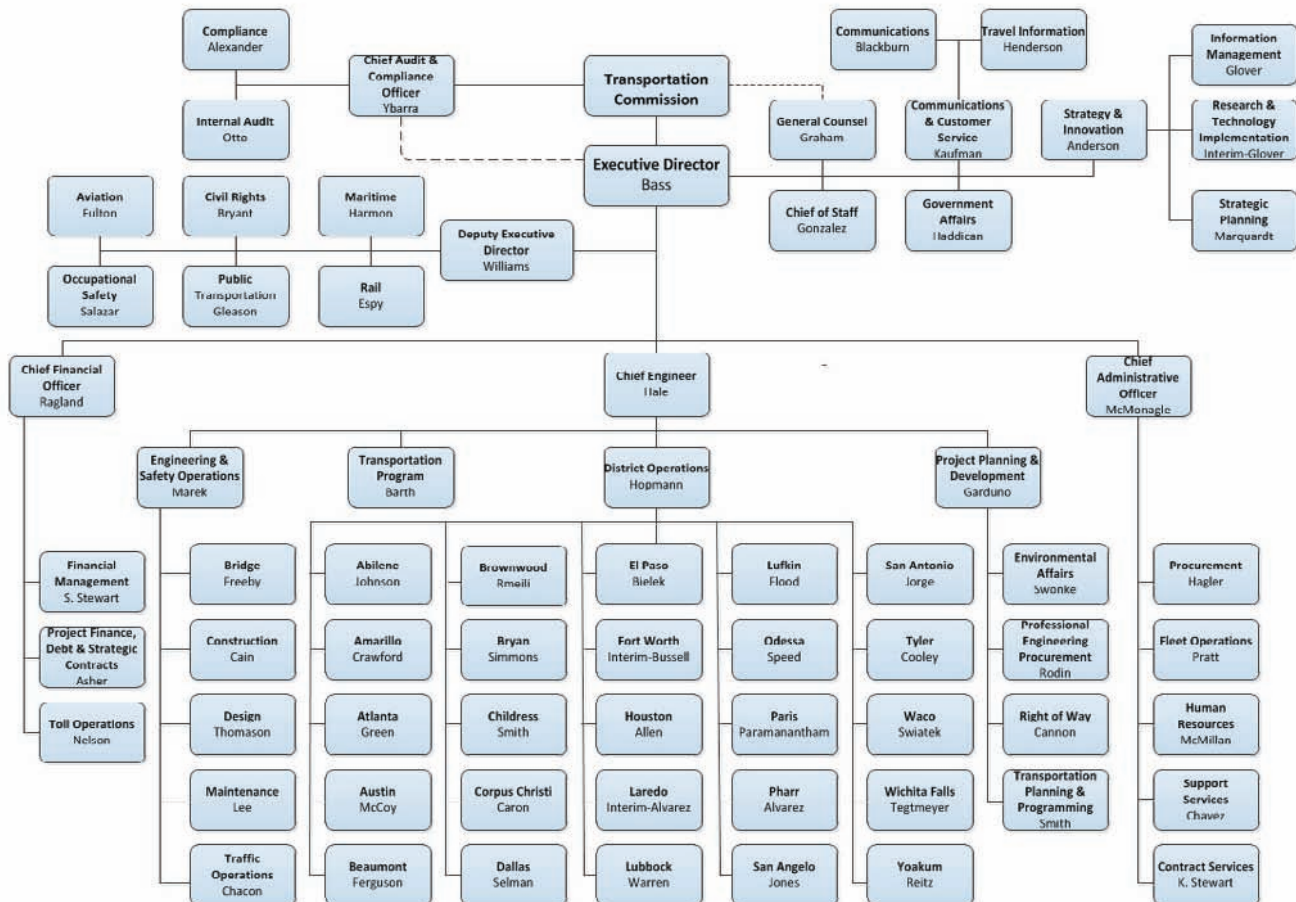 Compliance
Alexander
Chief Audit &
Compliance
Officer
Ybarra
Internal Audit
Otto
Transportation
Commission
Executive Director
Bass
Communications
Blackburn
Travel Information
Henderson
General Counsel
Graham
Communications
& Customer
Service
Kaufman
Strategy &
Innovation
Anderson
Information
Management
Glover
Research &
Technology
Implementation
Interim-Glover
Strategic
Planning
Marquardt
Chief of Staff
Gonzalez
Government
Affairs
Haddican
Aviation
Fulton
Civil Rights
Bryant
Maritime
Harmon
Deputy Executive
Director
Williams
Occupational
Safety
Salazar
Public
Transportation
Gleason
Rail
Espy
Chief Financial
Officer
Ragland
Chief Engineer
Hale
Chief
Administrative
Officer
McMonagle
Engineering &
Safety Operations
Marek
Transportation
Program
Barth
District Operations
Hopmann
Project Planning &
Development
Garduno
Financial
Management
S. Stewart
Project Finance,
Debt & Strategic
Contracts
Asher
Toll Operations
Nelson
Bridge
Freeby
Construction
Cain
Design
Thomason
Maintenance
Lee
Traffic
Operations
Chacon
Abilene
Johnson
Amarillo
Crawford
Atlanta
Green
Austin
McCoy
Beaumont
Ferguson
Brownwood
Rmeili
Bryan
Simmons
Childress
Smith
Corpus Christi
Caron
Dallas
Selman
El Paso
Bielek
Fort Worth
Interim-Bussell
Houston
Allen
Laredo
Interim-Alvarez
Lubbock
Warren
Lufkin
Flood
Odessa
Speed
Paris
Paramanantham
Pharr
Alvarez
San Angelo
Jones
San Antonio
Jorge
Tyler
Cooley
Waco
Swiatek
Wichita Falls
Tegtmeyer
Yoakum
Reitz
Environmental
Affairs
Swonke
Professional
Engineering
Procurement
Rodin
Right of Way
Cannon
Transportation
Planning &
Programming
Smith
Procurement
Hagler
Fleet Operations
Pratt
Human
Resources
McMillan
Support
Services
Chavez
Contract Services
K. Stewart